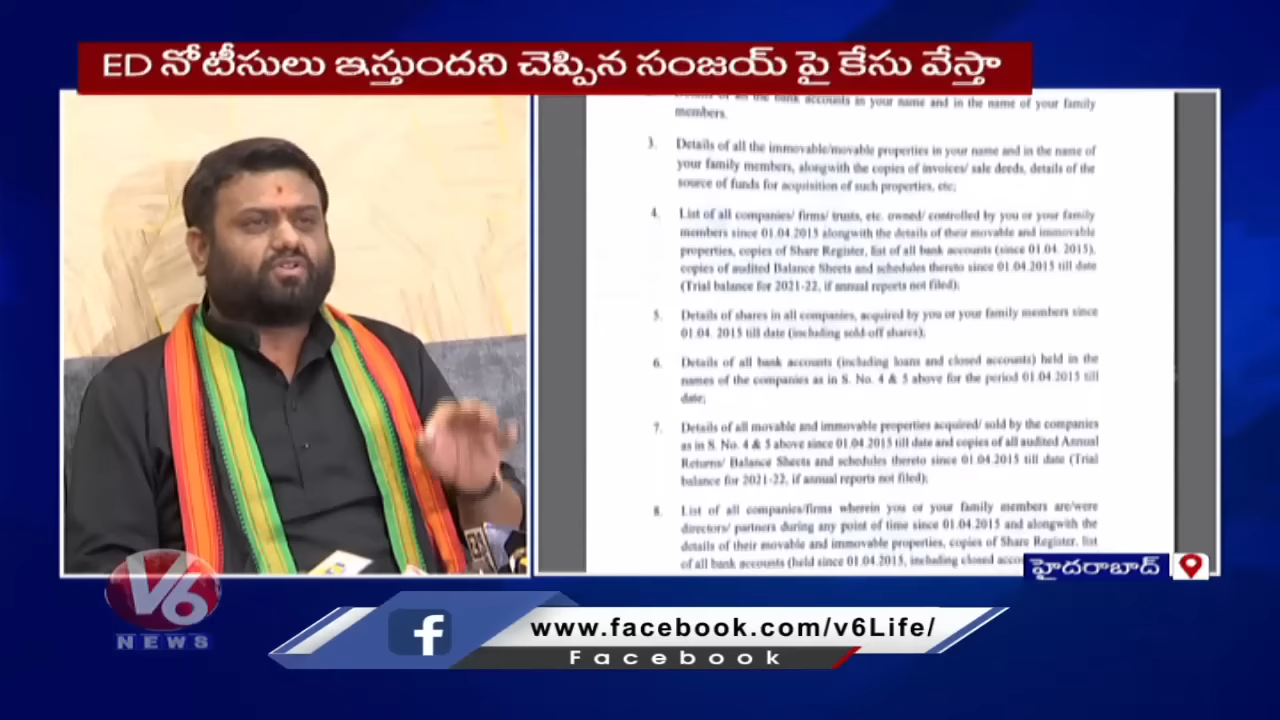 ED నోటీసులు ఇస్తుందని చెప్పిన సంజయ్ పై కేసు వేస్తా
bank accounts in your name and in the name of your family
members.
3. Details of all the immovable/movable properties in your name and in the name of
your family members, alongwith the copies of invoices/ sale deeds, details of the
source of funds for acquisition of such properties, etc;
4. List of all companies/ firms/ trusts, etc. owned/ controlled by you or your family
members since 01.04.2015 alongwith the details of their movable and immovable
properties, copies of Share Register, list of all bank accounts (since 01.04. 2015),
copies of audited Balance Sheets and schedules thereto since 01.04.2015 till date
(Trial balance for 2021-22, if annual reports not filed);
5. Details of shares in all companies, acquired by you or your family members since
01.04. 2015 till date (including sold off shares);
6. Details of all bank accounts (including loans and closed accounts) held in the
names of the companies as in S. No. 4 & 5 above for the period 01.04.2015 till
date;
7. Details of all movable and immovable properties acquired/ sold by the companies
as in S. No. 4 & 5 above since 01.04.2015 till date and copies of all audited Annual
Returns/ Balance Sheets and schedules thereto since 01.04.2015 till date (Trial
balance for 2021-22, if annual reports not filed);
8. List of all companies/firms wherein you or your family members are/were
directors/ partners during any point of time since 01.04.2015 and alongwith the
details of their movable and immovable properties, copies of Share Register, list
of all bank accounts (held since 01.04.2015, including closed
హైదరాబాద్
V6
NEWS
f
www.facebook.com/v6Life/
Facebook